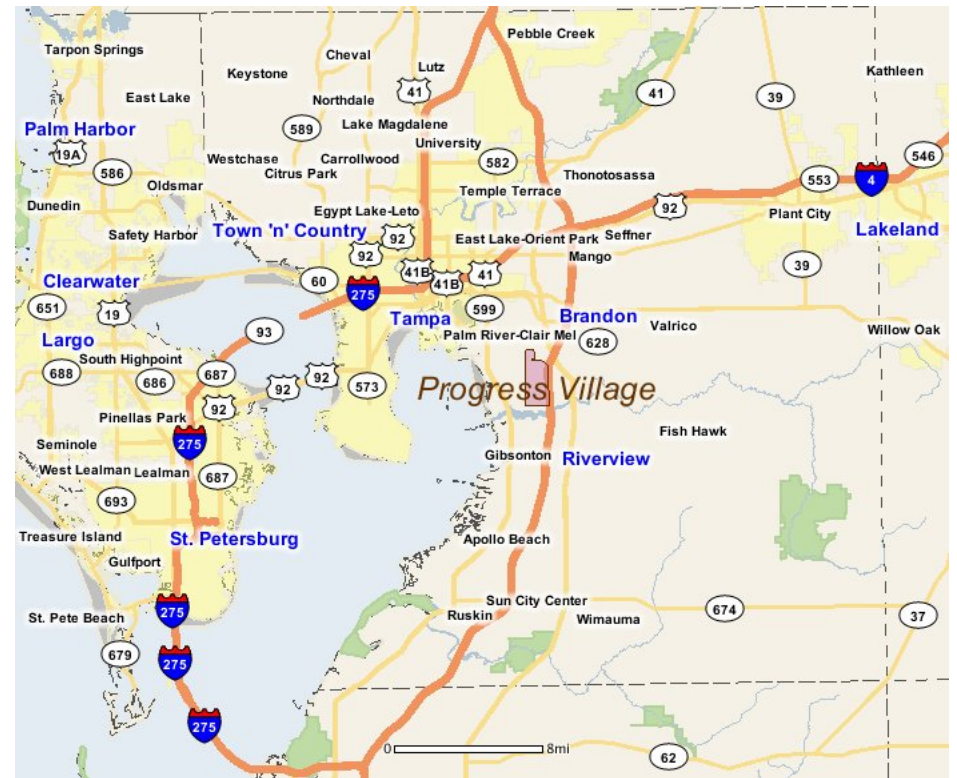 Pebble Creek
Tarpon Springs
Cheval
Keystone
Lutz
Kathleen
41
41
39
East Lake
Northdale
589
Lake Magdalene
Palm Harbor
University
19A
546
Westchase
Carrollwood
582
586
Citrus Park
Thonotosassa
553
4
Oldsmar
Temple Terrace
92
Dunedin
Egypt Lake-Leto
Plant City
Safety Harbor
Town 'n' Country
92
East Lake-Orient Park
Seffner
Lakeland
92
Mango
41B
41
39
Clearwater
60
41B
275
651
19
599
Tampa
Brandon
93
Valrico
Willow Oak
Largo
Palm River-Clair Mel
628
South Highpoint
688
686
687
92
92
573
Progress Village
92
Pinellas Park
Fish Hawk
Seminole
275
Gibsonton
Riverview
West Lealman
Lealman
687
693
Treasure Island
St. Petersburg
Apollo Beach
Gulfport
Sun City Center
St. Pete Beach
275
Ruskin
Wimauma
674
37
679
275
275
0
8mi
62